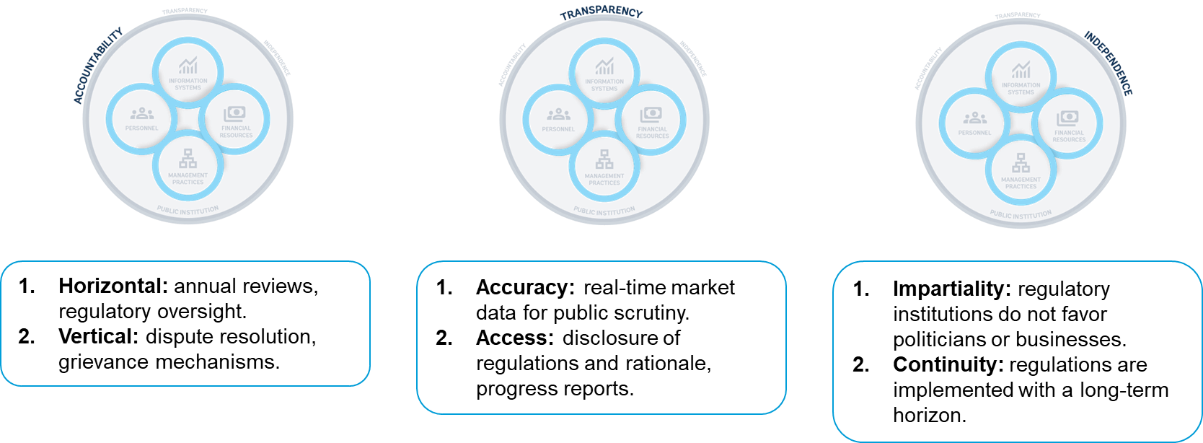 TRANSPARENCY
ACCOUNTABILITY
INDEPENDENCE
INFORMATION
SYSTEMS
PERSONNEL
FINANCIAL
RESOURCES
MANAGEMENT
PRACTICES
PUBLIC INSTITUTION
1. Horizontal: annual reviews,
regulatory oversight.
2. Vertical: dispute resolution,
grievance mechanisms.
TRANSPARENCY
ACCOUNTABILITY
INDEPENDENCE
INFORMATION
SYSTEMS
PERSONNEL
FINANCIAL
RESOURCES
MANAGEMENT
PRACTICES
PUBLIC INSTITUTION
1. Accuracy: real-time market
data for public scrutiny.
2. Access: disclosure of
regulations and rationale,
progress reports.
TRANSPARENCY
ACCOUNTABILITY
INDEPENDENCE
INFORMATION
SYSTEMS
PERSONNEL
FINANCIAL
RESOURCES
MANAGEMENT
PRACTICES
PUBLIC INSTITUTION
1. Impartiality: regulatory
institutions do not favor
politicians or businesses.
2. Continuity: regulations are
implemented with a long-term
horizon.